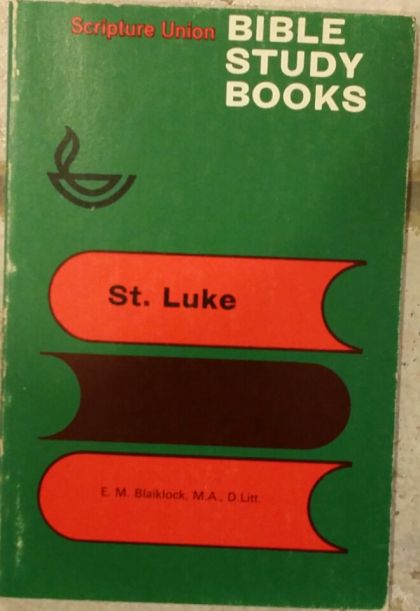 Scripture Union BIBLE
STUDY
BOOKS
St. Luke
E. M. Blaiklock, M.A., D.Litt.